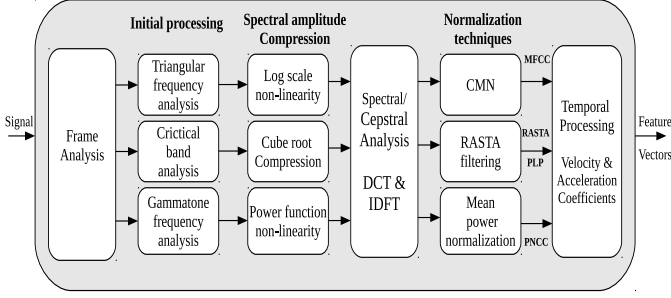 Initial processing
Spectral amplitude
Compression
Normalization
techniques
Signal
Frame
Analysis
Triangular
frequency
analysis
Crictical
band
analysis
Gammatone
frequency
analysis
Log scale
non-linearity
Cube root
Compression
Power function
non-linearity
Spectral/
Cepstral
Analysis
DCT &
IDFT
CMN
RASTA
filtering
Mean
power
normalization
MFCC
RASTA
PLP
PNCC
Temporal
Processing
Velocity &
Acceleration
Coefficients
Feature
Vectors